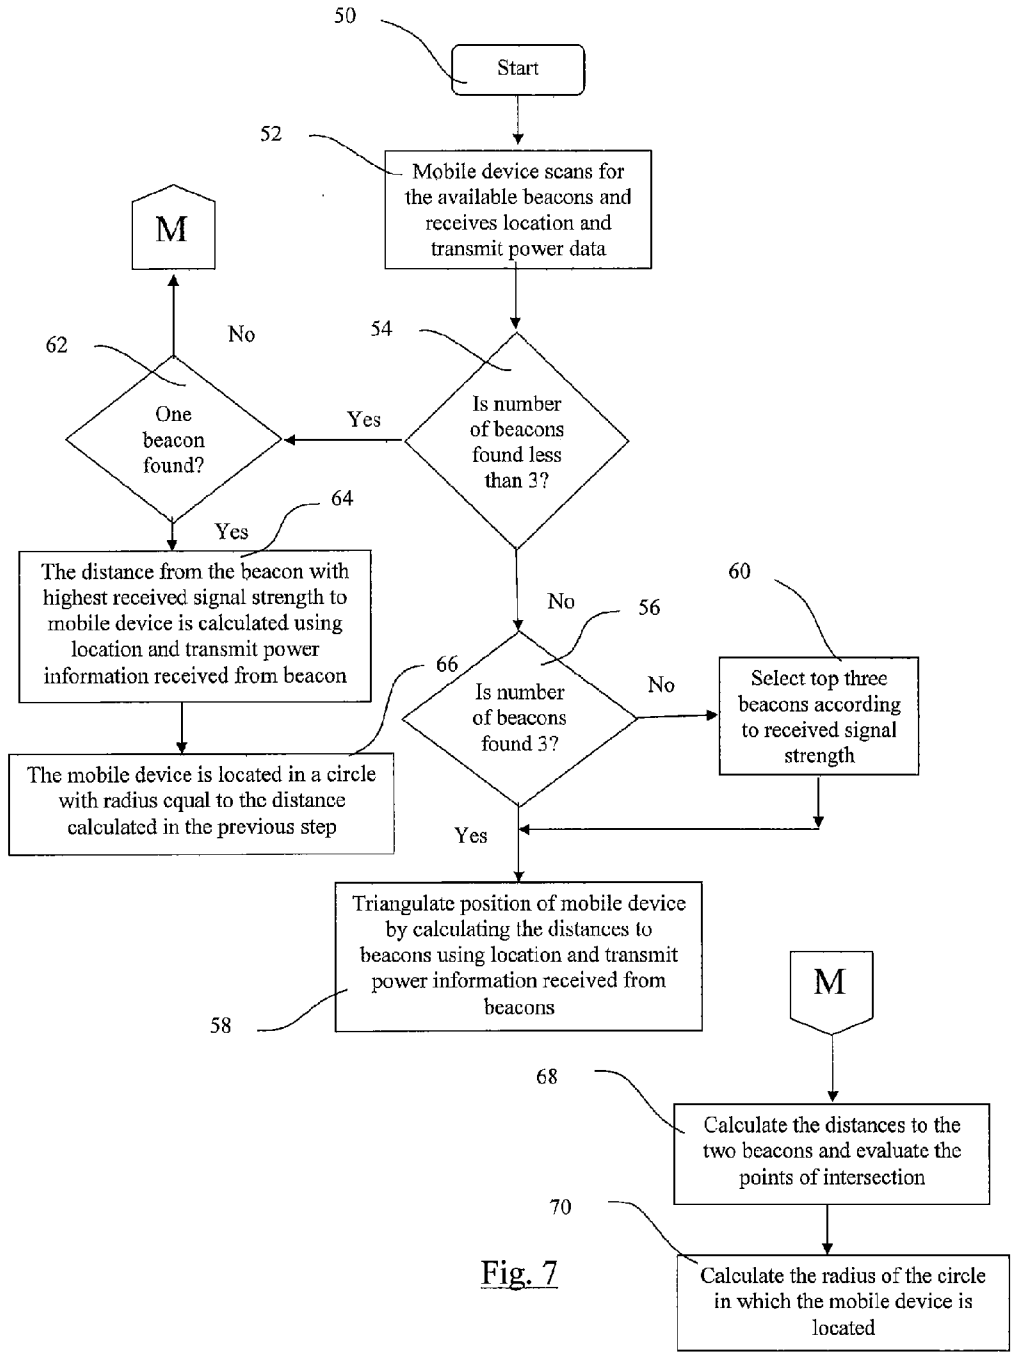 50
Start
52
Mobile device scans for
the available beacons and
receives location and
transmit power data
M
No
62
54
One
beacon
found?
Yes
Is number
of beacons
found less
than 3?
64
Yes
The distance from the beacon with
highest received signal strength to
mobile device is calculated using
location and transmit power
information received from beacon
No
60
56
66
Is number
of beacons
found 3?
No
Select top three
beacons according
to received signal
strength
The mobile device is located in a circle
with radius equal to the distance
calculated in the previous step
Yes
Triangulate position of mobile device
by calculating the distances to
beacons using location and transmit
power information received from
beacons
58
M
68
Calculate the distances to the
two beacons and evaluate the
points of intersection
70
Calculate the radius of the circle
in which the mobile device is
located
Fig. 7